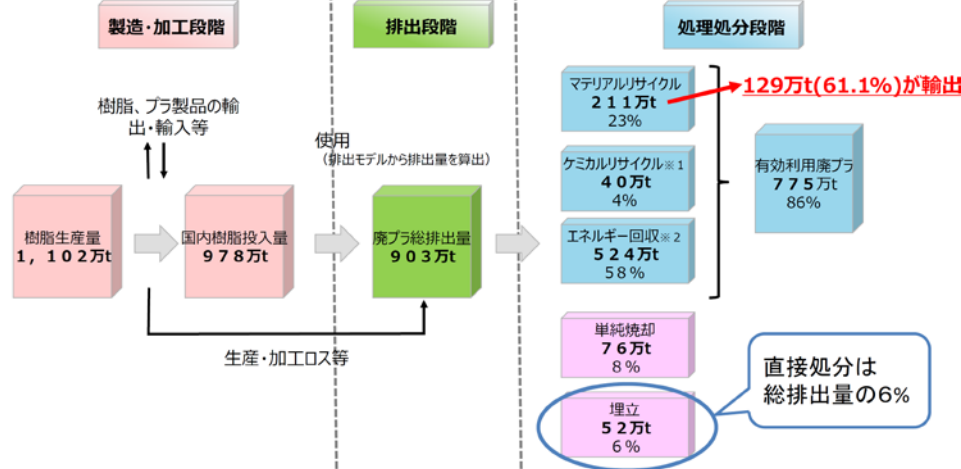 製造・加工段階
排出段階
処理処分段階
樹脂、プラ製品の輸
出・輸入等
使用
（排出モデルから排出量を算出）
樹脂生産量
1，102万t
国内樹脂投入量
978万t
廃プラ総排出量
903万t
生産・加工ロス等
マテリアルリサイクル
211万t
23%
129万t(61.1%)が輸出
ケミカルリサイクル※1
40万t
4%
エネルギー回収※2
524万t
58%
有効利用廃プラ
775万t
86%
単純焼却
76万t
8%
埋立
52万t
6%
直接処分は
総排出量の6%